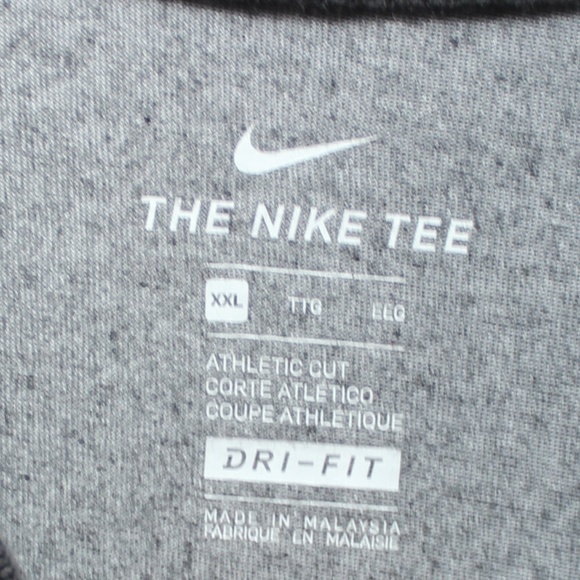 THE NIKE TEE
XXL TTG EEG
ATHLETIC CUT
CORTE ATLÉTICO
COUPE ATHLÉTIQUE
DRI-FIT
MADE IN MALAYSIA
FABRIQUÉ EN MALAISIE